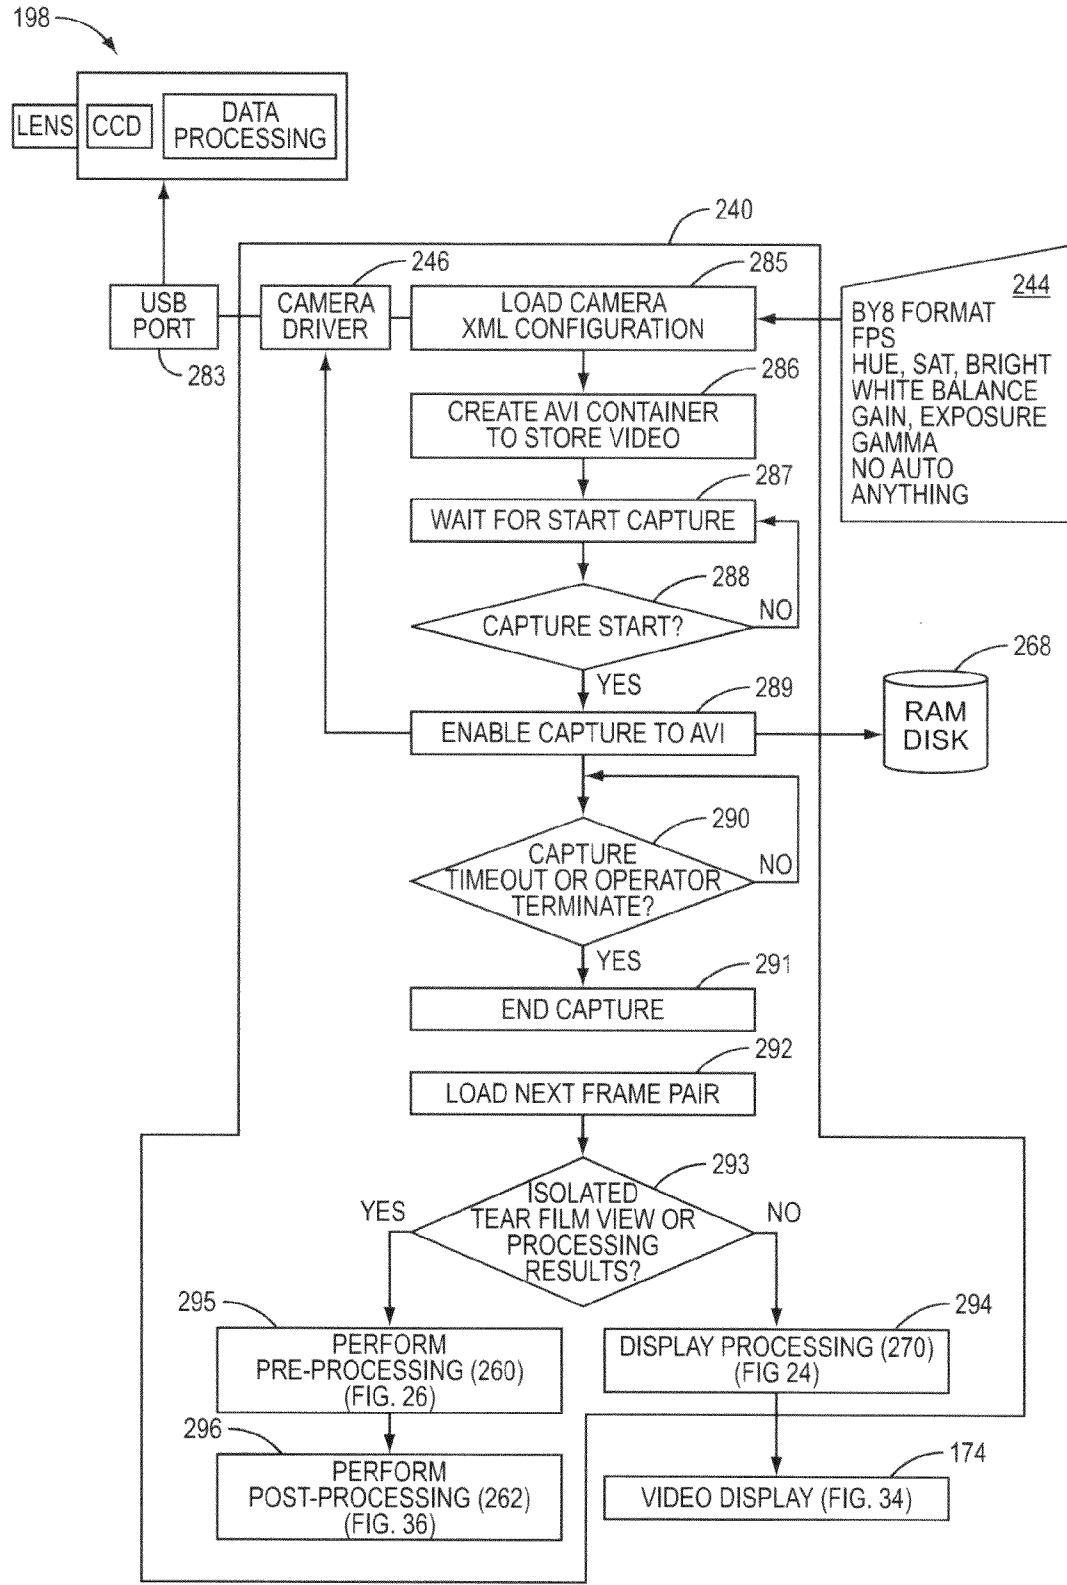 198
LENS
CCD
DATA
PROCESSING
240
246
285
USB
PORT
CAMERA
DRIVER
LOAD CAMERA
XML CONFIGURATION
244
BY8 FORMAT
FPS
HUE, SAT, BRIGHT
WHITE BALANCE
GAIN, EXPOSURE
GAMMA
NO AUTO
ANYTHING
283
286
CREATE AVI CONTAINER
TO STORE VIDEO
287
WAIT FOR START CAPTURE
288
CAPTURE START?
NO
YES
289
ENABLE CAPTURE TO AVI
268
RAM
DISK
290
CAPTURE
TIMEOUT OR OPERATOR
TERMINATE?
NO
YES
291
END CAPTURE
292
LOAD NEXT FRAME PAIR
293
ISOLATED
TEAR FILM VIEW OR
PROCESSING
RESULTS?
YES
NO
295
PERFORM
PRE-PROCESSING (260)
(FIG. 26)
294
DISPLAY PROCESSING (270)
(FIG 24)
296
PERFORM
POST-PROCESSING (262)
(FIG. 36)
174
VIDEO DISPLAY (FIG. 34)